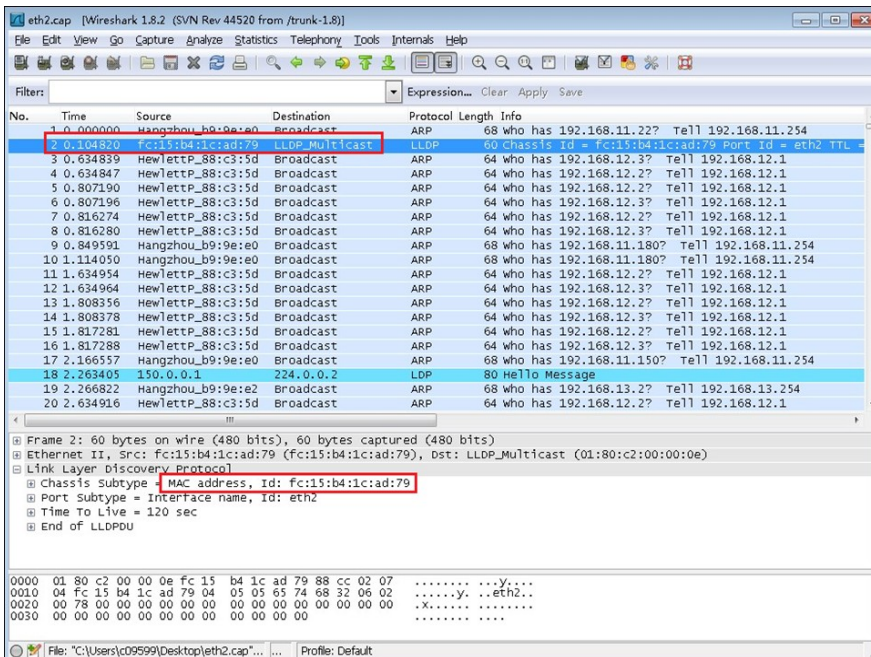 eth2.cap [Wireshark 1.8.2 (SVN Rev 44520 from /trunk-1.8)]
File Edit View Go Capture Analyze Statistics Telephony Tools Internals Help
Filter: Expression... Clear Apply Save
No. Time Source Destination Protocol Length Info
1 0.000000 Hangzhou_b9:9e:e0 Broadcast ARP 68 who has 192.168.11.22? Tell 192.168.11.254
2 0.104820 fc:15:b4:1c:ad:79 LLDP_Multicast LLDP 60 Chassis Id = fc:15:b4:1c:ad:79 Port Id = eth2 TTL =
3 0.634839 HewlettP_88:c3:5d Broadcast ARP 64 who has 192.168.12.3? Tell 192.168.12.1
4 0.634847 HewlettP_88:c3:5d Broadcast ARP 64 who has 192.168.12.2? Tell 192.168.12.1
5 0.807190 HewlettP_88:c3:5d Broadcast ARP 64 who has 192.168.12.2? Tell 192.168.12.1
6 0.807196 HewlettP_88:c3:5d Broadcast ARP 64 who has 192.168.12.3? Tell 192.168.12.1
7 0.816274 HewlettP_88:c3:5d Broadcast ARP 64 who has 192.168.12.2? Tell 192.168.12.1
8 0.816280 HewlettP_88:c3:5d Broadcast ARP 64 who has 192.168.12.3? Tell 192.168.12.1
9 0.849591 Hangzhou_b9:9e:e0 Broadcast ARP 68 who has 192.168.11.180? Tell 192.168.11.254
10 1.114050 Hangzhou_b9:9e:e0 Broadcast ARP 68 who has 192.168.11.180? Tell 192.168.11.254
11 1.634954 HewlettP_88:c3:5d Broadcast ARP 64 who has 192.168.12.2? Tell 192.168.12.1
12 1.634964 HewlettP_88:c3:5d Broadcast ARP 64 who has 192.168.12.3? Tell 192.168.12.1
13 1.808356 HewlettP_88:c3:5d Broadcast ARP 64 who has 192.168.12.2? Tell 192.168.12.1
14 1.808378 HewlettP_88:c3:5d Broadcast ARP 64 who has 192.168.12.3? Tell 192.168.12.1
15 1.817281 HewlettP_88:c3:5d Broadcast ARP 64 who has 192.168.12.2? Tell 192.168.12.1
16 1.817288 HewlettP_88:c3:5d Broadcast ARP 64 who has 192.168.12.3? Tell 192.168.12.1
17 2.166557 Hangzhou_b9:9e:e0 Broadcast ARP 68 who has 192.168.11.150? Tell 192.168.11.254
18 2.263405 150.0.0.1 224.0.0.2 LDP 80 Hello Message
19 2.266822 Hangzhou_b9:9e:e2 Broadcast ARP 68 who has 192.168.13.2? Tell 192.168.13.254
20 2.634916 HewlettP_88:c3:5d Broadcast ARP 64 who has 192.168.12.2? Tell 192.168.12.1
Frame 2: 60 bytes on wire (480 bits), 60 bytes captured (480 bits)
Ethernet II, Src: fc:15:b4:1c:ad:79 (fc:15:b4:1c:ad:79), Dst: LLDP_Multicast (01:80:c2:00:00:0e)
Link Layer Discovery Protocol
Chassis Subtype = MAC address, Id: fc:15:b4:1c:ad:79
Port Subtype = Interface name, Id: eth2
Time To Live = 120 sec
End of LLDPDU
0000 01 80 c2 00 00 0e fc 15 b4 1c ad 79 88 cc 02 07 ........ ...y....
0010 04 fc 15 b4 1c ad 79 04 05 05 65 74 68 32 06 02 ......y. ..eth2..
0020 00 78 00 00 00 00 00 00 00 00 00 00 00 00 00 00 .x...... ........
0030 00 00 00 00 00 00 00 00 00 00 00 00 ........ ....
File: "C:\Users\c09599\Desktop\eth2.cap"... ... Profile: Default